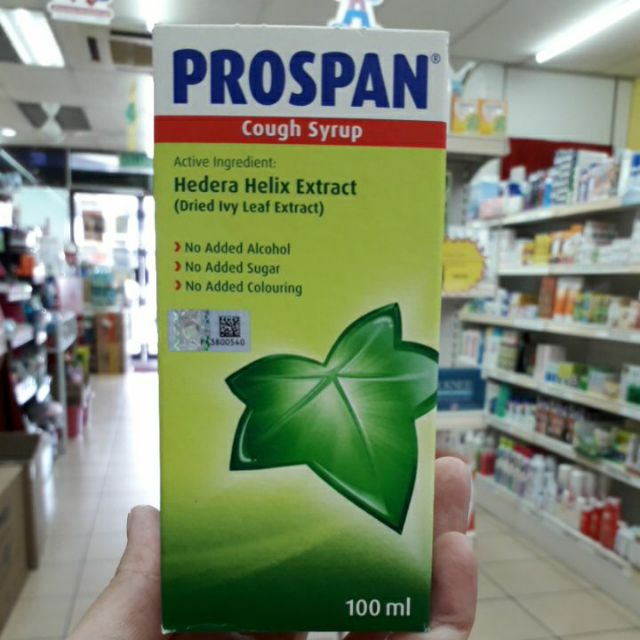 PROSPAN®
Cough Syrup
Active Ingredient:
Hedera Helix Extract
(Dried Ivy Leaf Extract)
› No Added Alcohol
› No Added Sugar
› No Added Colouring
100 ml